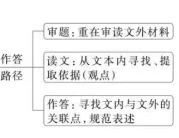 作答
路径
审题：重在审读文外材料
读文：从文本内寻找、提
取依据(观点)
作答：寻找文内与文外的
关联点，规范表述